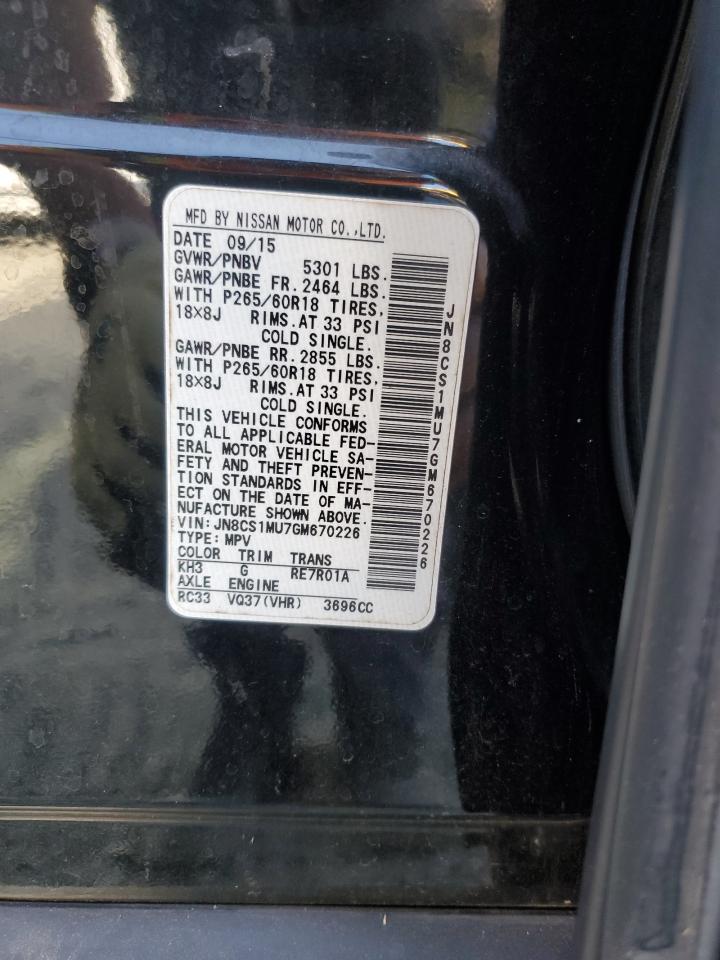 MFD BY NISSAN MOTOR CO.,LTD.
DATE 09/15
GVWR/PNBV 5301 LBS.
GAWR/PNBE FR. 2464 LBS.
WITH P265/60R18 TIRES,
18×8J RIMS.AT 33 PSI
COLD SINGLE.
GAWR/PNBE RR. 2855 LBS.
WITH P265/60R18 TIRES,
18×8J RIMS.AT 33 PSI
COLD SINGLE.
THIS VEHICLE CONFORMS
TO ALL APPLICABLE FED-
ERAL MOTOR VEHICLE SA-
FETY AND THEFT PREVEN-
TION STANDARDS IN EFF-
ECT ON THE DATE OF MA-
NUFACTURE SHOWN ABOVE.
VIN:JN8CS1MU7GM670226
TYPE:MPV
COLOR TRIM TRANS
KH3 G RE7R01A
AXLE ENGINE
RC33 VQ37(VHR) 3696CC
JN8CS1MU7GM670226